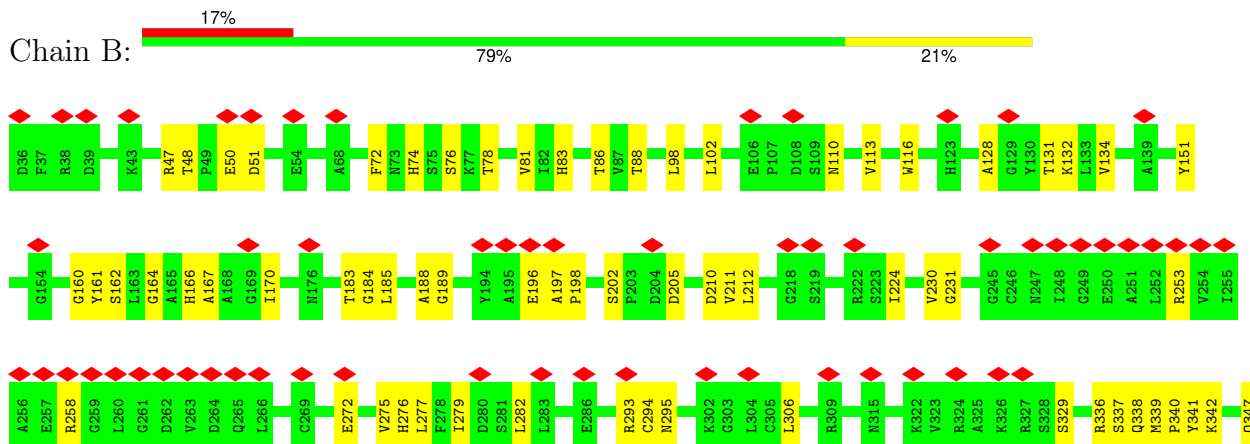 17%
Chain B:
79% 21%
D36 F37 R38 D39 K43 R47 T48 P49 E50 D51 E54 A68 F72 N73 H74 S75 S76 K77 T78 V81 I82 H83 T86 V87 T88 L98 L102 E106 P107 D108 S109 N110 V113 W116 H123 A128 G129 Y130 T131 K132 L133 V134 A139 Y151
G154 G160 Y161 S162 L163 G164 A165 H166 A167 A168 G169 I170 N176 T183 G184 L185 A188 G189 Y194 A195 E196 A197 P198 S202 P203 D204 D205 D210 V211 L212 G218 S219 R222 S223 I224 V230 G231 G245 C246 N247 I248 G249 E250 A251 L252 R253 V254 I255
A256 E257 R258 G259 L260 G261 D262 V263 D264 Q265 L266 C269 E272 V275 H276 L277 F278 I279 D280 S281 L282 L283 E286 R293 C294 N295 K302 G303 L304 C305 L306 R309 N315 K322 V323 R324 A325 K326 R327 S328 S329 R336 S337 Q338 M339 P340 Y341 K342